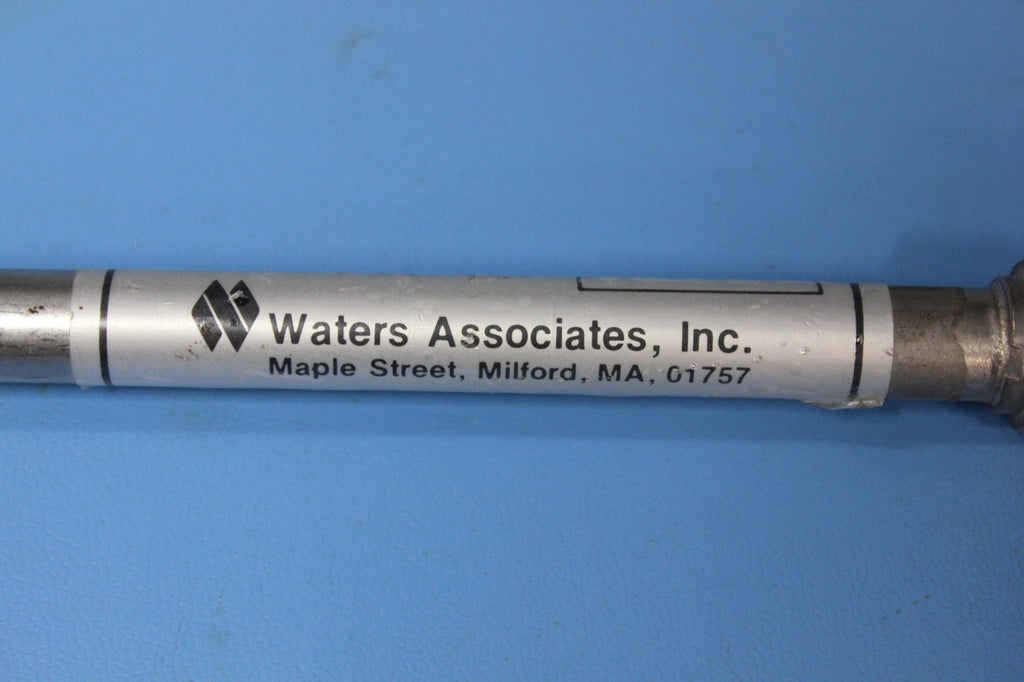 Waters Associates, Inc.
Maple Street, Milford, MA, 01757